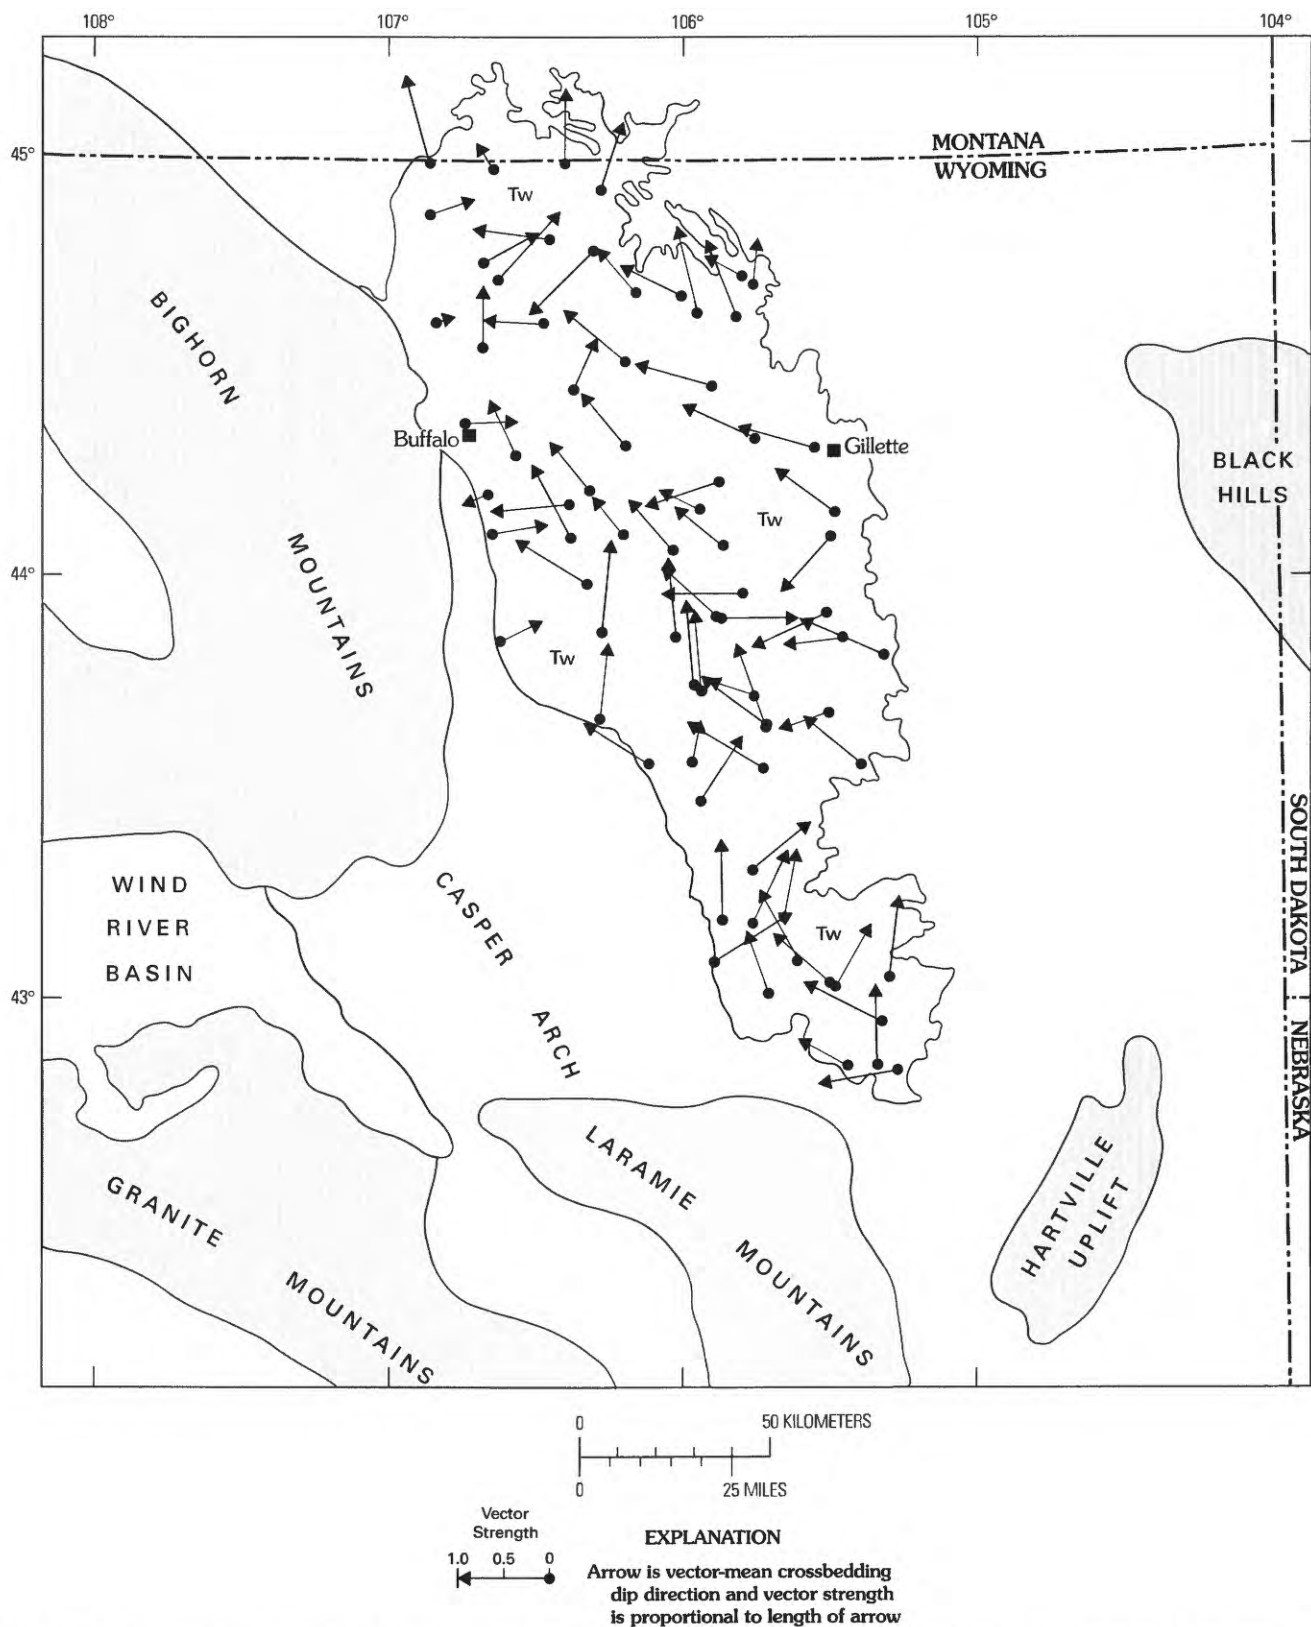 108° 107° 106° 105° 104°
45°
MONTANA
WYOMING
Tw
BIGHORN
MOUNTAINS
Buffalo
Gillette
BLACK
HILLS
Tw
44°
Tw
SOUTH DAKOTA
NEBRASKA
WIND
RIVER
BASIN
CASPER
ARCH
Tw
43°
LARAMIE
MOUNTAINS
HARTVILLE
UPLIFT
GRANITE
MOUNTAINS
0 50 KILOMETERS
0 25 MILES
Vector
Strength
1.0 0.5 0
EXPLANATION
Arrow is vector-mean crossbedding
dip direction and vector strength
is proportional to length of arrow